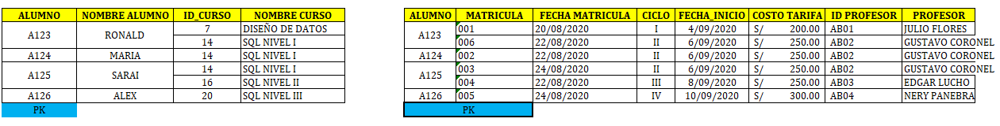 ALUMNO NOMBRE ALUMNO ID_CURSO NOMBRE CURSO
A123 RONALD 7 DISEÑO DE DATOS
14 SQL NIVEL I
A124 MARIA 14 SQL NIVEL I
A125 SARAI 14 SQL NIVEL I
16 SQL NIVEL II
A126 ALEX 20 SQL NIVEL III
PK
ALUMNO MATRICULA FECHA MATRICULA CICLO FECHA_INICIO COSTO TARIFA ID PROFESOR PROFESOR
A123 001 20/08/2020 I 4/09/2020 S/ 200.00 AB01 JULIO FLORES
006 22/08/2020 II 6/09/2020 S/ 250.00 AB02 GUSTAVO CORONEL
A124 002 22/08/2020 II 6/09/2020 S/ 250.00 AB02 GUSTAVO CORONEL
A125 003 24/08/2020 II 6/09/2020 S/ 250.00 AB02 GUSTAVO CORONEL
004 22/08/2020 III 8/09/2020 S/ 250.00 AB03 EDGAR LUCHO
A126 005 24/08/2020 IV 10/09/2020 S/ 300.00 AB04 NERY PANEBRA
PK